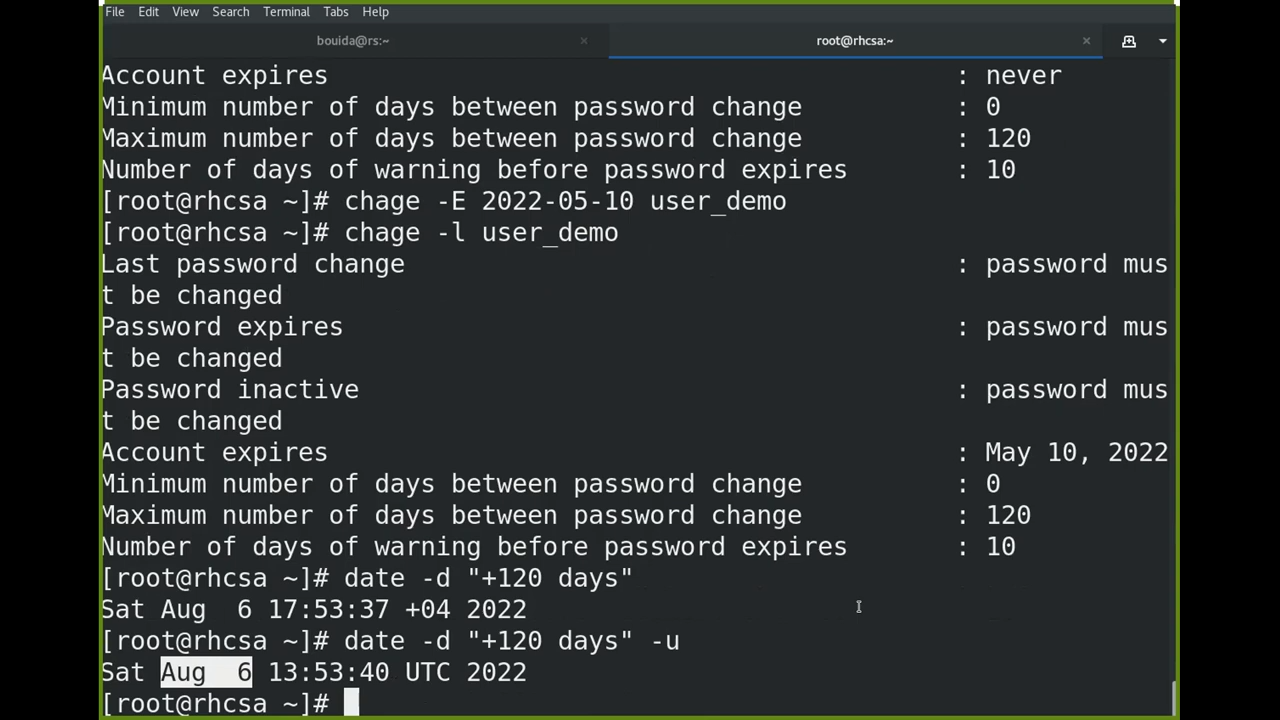 File Edit View Search Terminal Tabs Help
bouida@rs:~ × root@rhcsa:~ ×
Account expires : never
Minimum number of days between password change : 0
Maximum number of days between password change : 120
Number of days of warning before password expires : 10
[root@rhcsa ~]# chage -E 2022-05-10 user_demo
[root@rhcsa ~]# chage -l user_demo
Last password change : password mus
t be changed
Password expires : password mus
t be changed
Password inactive : password mus
t be changed
Account expires : May 10, 2022
Minimum number of days between password change : 0
Maximum number of days between password change : 120
Number of days of warning before password expires : 10
[root@rhcsa ~]# date -d "+120 days"
Sat Aug  6 17:53:37 +04 2022
[root@rhcsa ~]# date -d "+120 days" -u
Sat Aug  6 13:53:40 UTC 2022
[root@rhcsa ~]#